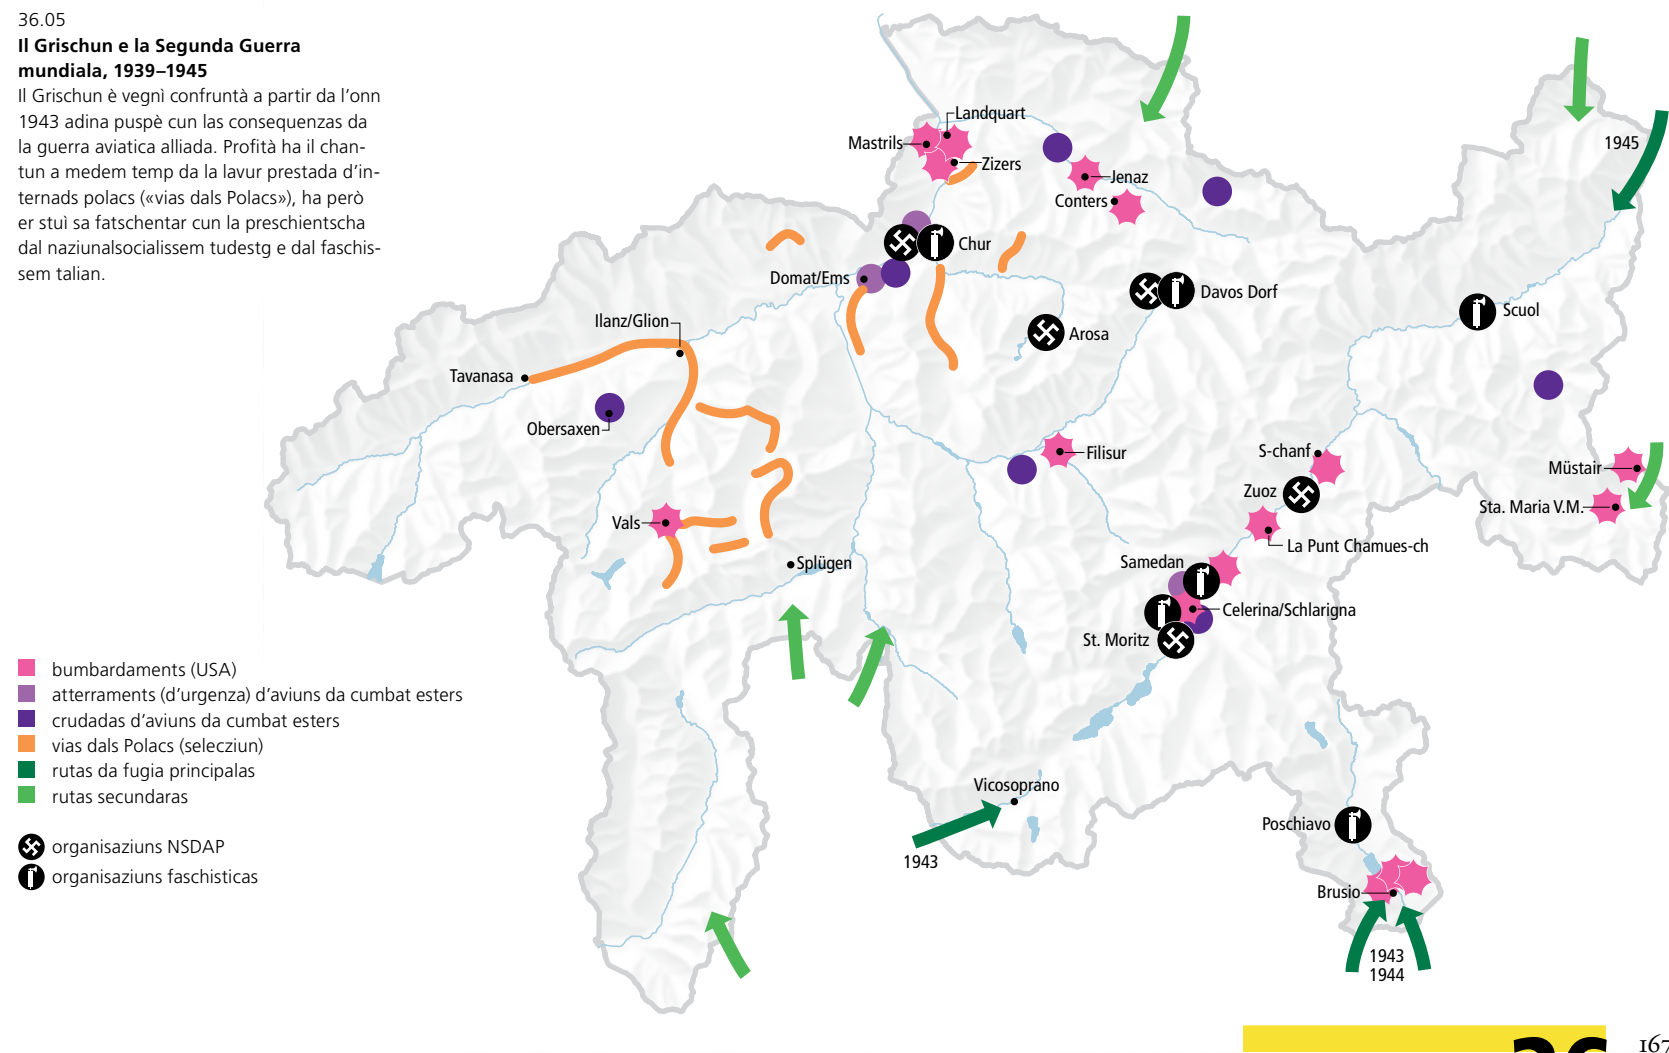 36.05
Il Grischun e la Segunda Guerra
mundiala, 1939–1945
Il Grischun è vegnì confruntà a partir da l’onn
1943 adina puspè cun las consequenzas da
la guerra aviatica alliada. Profità ha il chan-
tun a medem temp da la lavur prestada d’in-
ternads polacs («vias dals Polacs»), ha però
er stuì sa fatschentar cun la preschientscha
dal naziunalsocialissem tudestg e dal faschis-
sem talian.
Landquart
Mastrils
1945
Zizers
Jenaz
Conters
Chur
Domat/Ems
Davos Dorf
Scuol
Ilanz/Glion
Arosa
Tavanasa
Obersaxen
Filisur
S-chanf
Müstair
Zuoz
Sta. Maria V.M.
Vals
La Punt Chamues-ch
Splügen
Samedan
Celerina/Schlarigna
St. Moritz
bumbardaments (USA)
atterraments (d’urgenza) d’aviuns da cumbat esters
crudadas d’aviuns da cumbat esters
vias dals Polacs (selecziun)
rutas da fugia principalas
rutas secundaras
Vicosoprano
Poschiavo
organisaziuns NSDAP
1943
organisaziuns faschisticas
Brusio
1943
1944
36
167